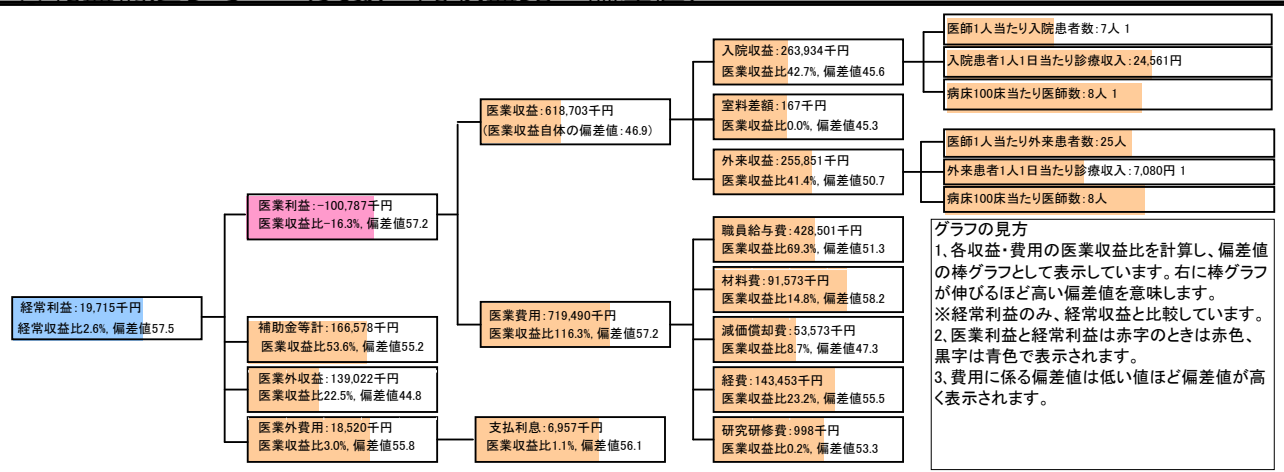 医師1人当たり入院患者数:7人 1
入院収益:263,934千円
医業収益比42.7%, 偏差値45.6
入院患者1人1日当たり診療収入:24,561円
病床100床当たり医師数:8人 1
医業収益:618,703千円
(医業収益自体の偏差値:46.9)
室料差額:167千円
医業収益比0.0%, 偏差値45.3
医師1人当たり外来患者数:25人
外来収益:255,851千円
医業収益比41.4%, 偏差値50.7
外来患者1人1日当たり診療収入:7,080円 1
病床100床当たり医師数:8人
医業利益:-100,787千円
医業収益比-16.3%, 偏差値57.2
職員給与費:428,501千円
医業収益比69.3%, 偏差値51.3
経常利益:19,715千円
経常収益比2.6%, 偏差値57.5
医業費用:719,490千円
医業収益比116.3%, 偏差値57.2
材料費:91,573千円
医業収益比14.8%, 偏差値58.2
補助金等計:166,578千円
医業収益比53.6%, 偏差値55.2
減価償却費:53,573千円
医業収益比8.7%, 偏差値47.3
医業外収益:139,022千円
医業収益比22.5%, 偏差値44.8
経費:143,453千円
医業収益比23.2%, 偏差値55.5
医業外費用:18,520千円
医業収益比3.0%, 偏差値55.8
支払利息:6,957千円
医業収益比1.1%, 偏差値56.1
研究研修費:998千円
医業収益比0.2%, 偏差値53.3
グラフの見方
1、各収益・費用の医業収益比を計算し、偏差値
の棒グラフとして表示しています。右に棒グラフ
が伸びるほど高い偏差値を意味します。
※経常利益のみ、経常収益と比較しています。
2、医業利益と経常利益は赤字のときは赤色、
黒字は青色で表示されます。
3、費用に係る偏差値は低い値ほど偏差値が高
く表示されます。